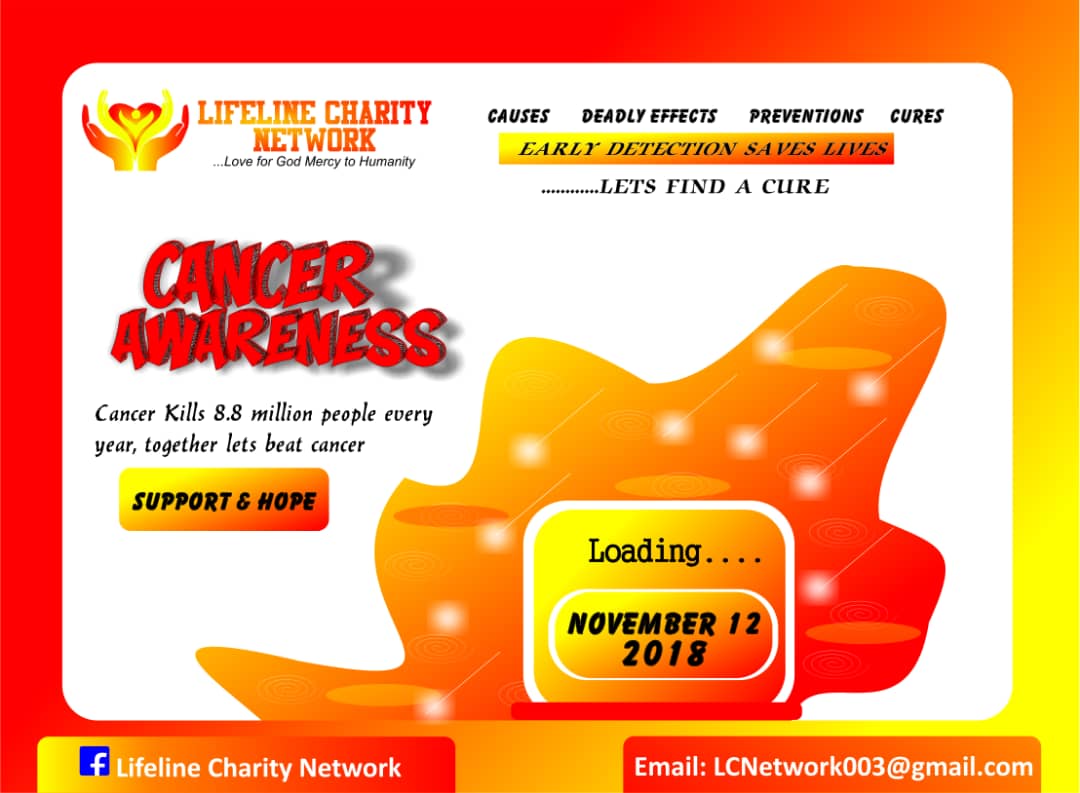 LIFELINE CHARITY
NETWORK
...Love for God Mercy to Humanity
CAUSES DEADLY EFFECTS PREVENTIONS CURES
EARLY DETECTION SAVES LIVES
............LETS FIND A CURE
CANCER
AWARENESS
Cancer Kills 8.8 million people every
year, together lets beat cancer
SUPPORT & HOPE
Loading....
NOVEMBER 12
2018
f Lifeline Charity Network
Email: LCNetwork003@gmail.com